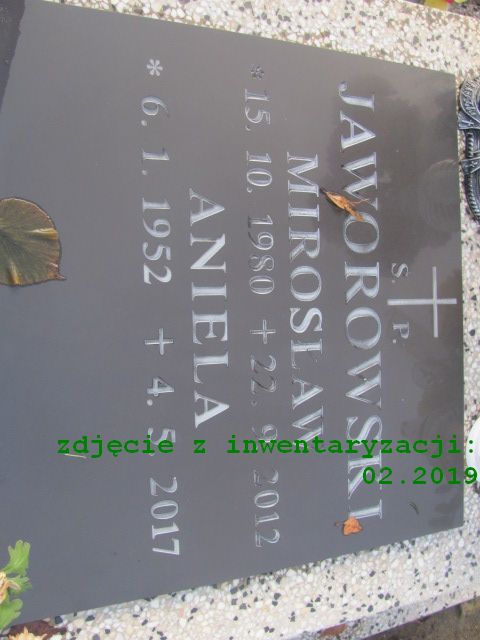 S. P.
JAWOROWSKI
MIROSŁAW
* 15. 10. 1980 + 22. 9. 2012
ANIELA
* 6. 1. 1952 + 4. 5. 2017
zdjęcie z inwentaryzacji:
02.2019